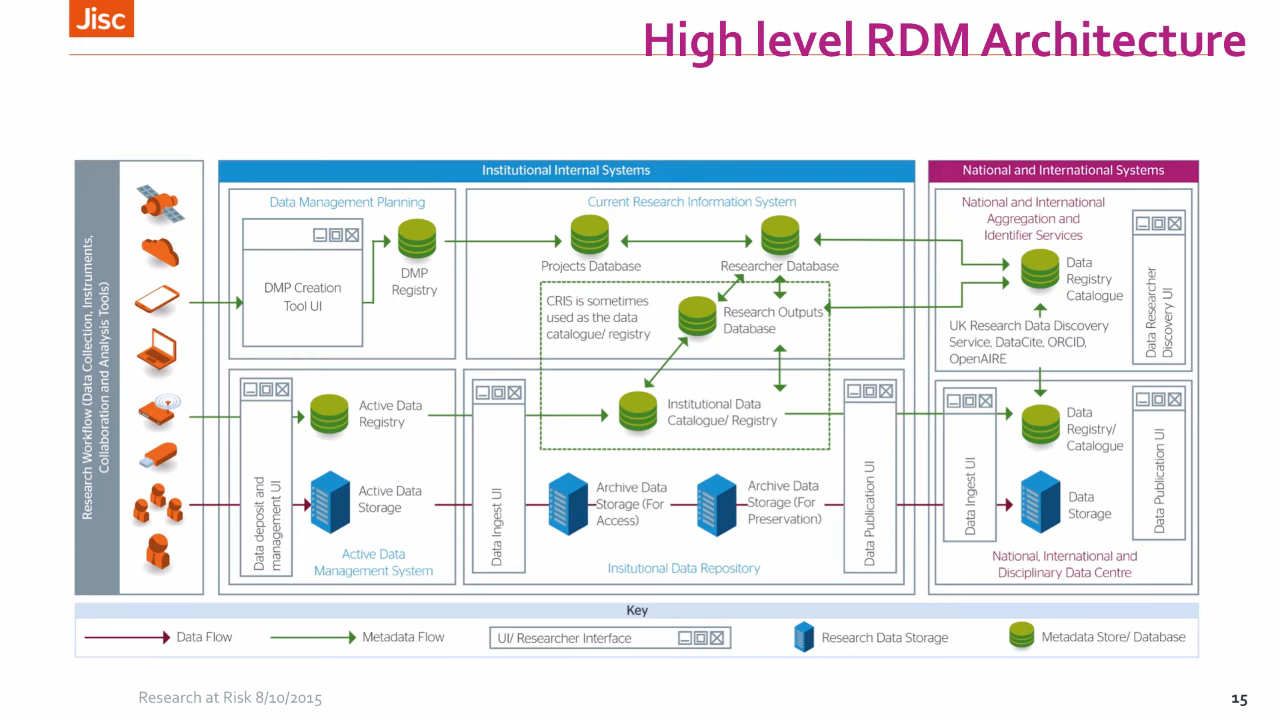 Jisc
High level RDM Architecture
Research Workflow (Data Collection, Instruments,
Collaboration and Analysis Tools)
Institutional Internal Systems
Data Management Planning
DMP Creation
Tool UI
DMP
Registry
Current Research Information System
Projects Database
Researcher Database
CRIS is sometimes
used as the data
catalogue/ registry
Research Outputs
Database
Data deposit and
management UI
Active Data
Registry
Active Data
Storage
Active Data
Management System
Data Ingest UI
Institutional Data
Catalogue/ Registry
Archive Data
Storage (For
Access)
Archive Data
Storage (For
Preservation)
Data Publication UI
Insitutional Data Repository
National and International Systems
National and International
Aggregation and
Identifier Services
Data
Registry
Catalogue
UK Research Data Discovery
Service, DataCite, ORCID,
OpenAIRE
Data Researcher
Discovery UI
Data Ingest UI
Data
Registry/
Catalogue
Data
Storage
Data Publication UI
National, International and
Disciplinary Data Centre
Key
Data Flow
Metadata Flow
UI/ Researcher Interface
Research Data Storage
Metadata Store/ Database
Research at Risk 8/10/2015
15